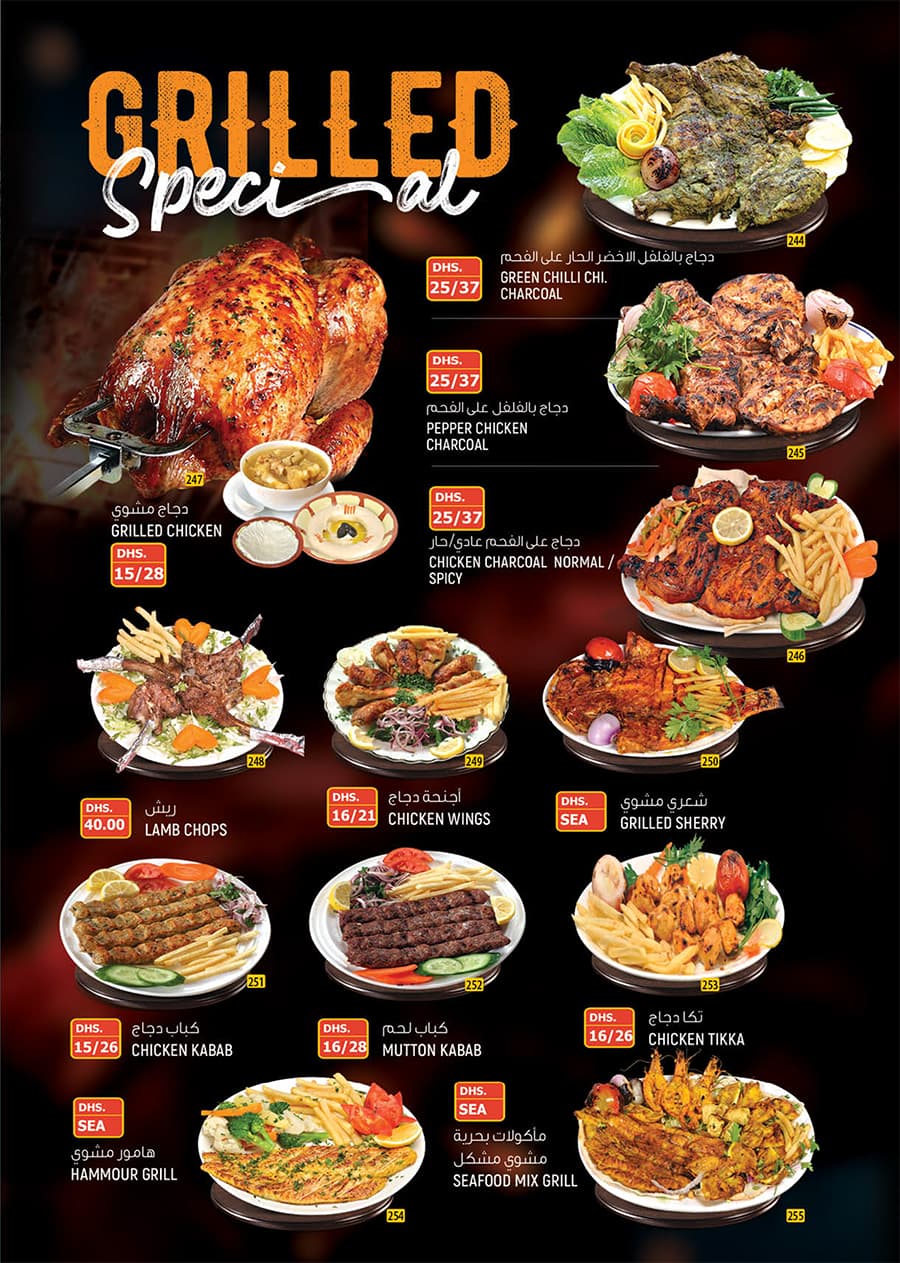 GRILLED
Special
244
DHS.
25/37
دجاج بالفلفل الاخضر الحار على الفحم
GREEN CHILLI CHI.
CHARCOAL
DHS.
25/37
دجاج بالفلفل على الفحم
PEPPER CHICKEN
CHARCOAL
245
247
دجاج مشوي
GRILLED CHICKEN
DHS.
15/28
DHS.
25/37
دجاج على الفحم عادي/حار
CHICKEN CHARCOAL NORMAL /
SPICY
246
248
DHS.
40.00
ريش
LAMB CHOPS
249
DHS.
16/21
أجنحة دجاج
CHICKEN WINGS
250
DHS.
SEA
شعري مشوي
GRILLED SHERRY
251
DHS.
15/26
كباب دجاج
CHICKEN KABAB
252
DHS.
16/28
كباب لحم
MUTTON KABAB
253
DHS.
16/26
تكا دجاج
CHICKEN TIKKA
DHS.
SEA
هامور مشوي
HAMMOUR GRILL
254
DHS.
SEA
مأكولات بحرية
مشوي مشكل
SEAFOOD MIX GRILL
255